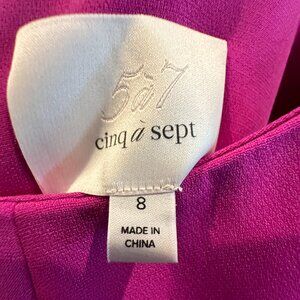 5à7
cinq à sept
8
MADE IN
CHINA